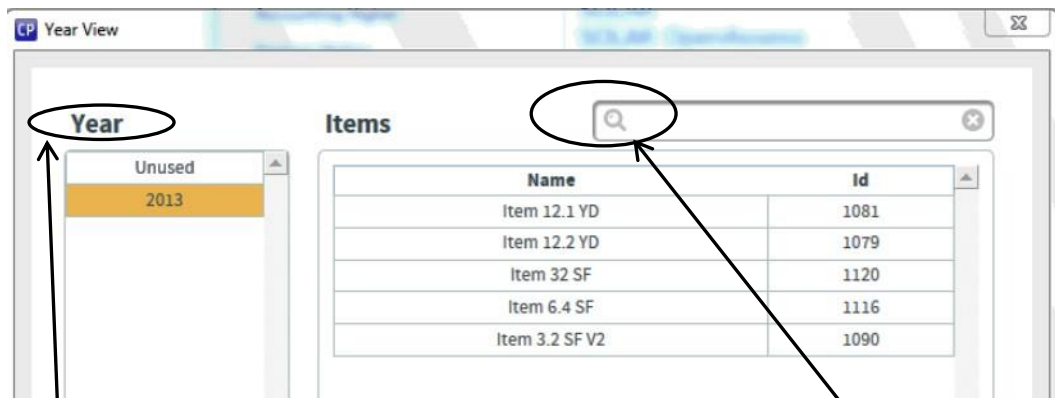 CP Year View
Year
Items
Unused
2013
Name Id
Item 12.1 YD 1081
Item 12.2 YD 1079
Item 32 SF 1120
Item 6.4 SF 1116
Item 3.2 SF V2 1090